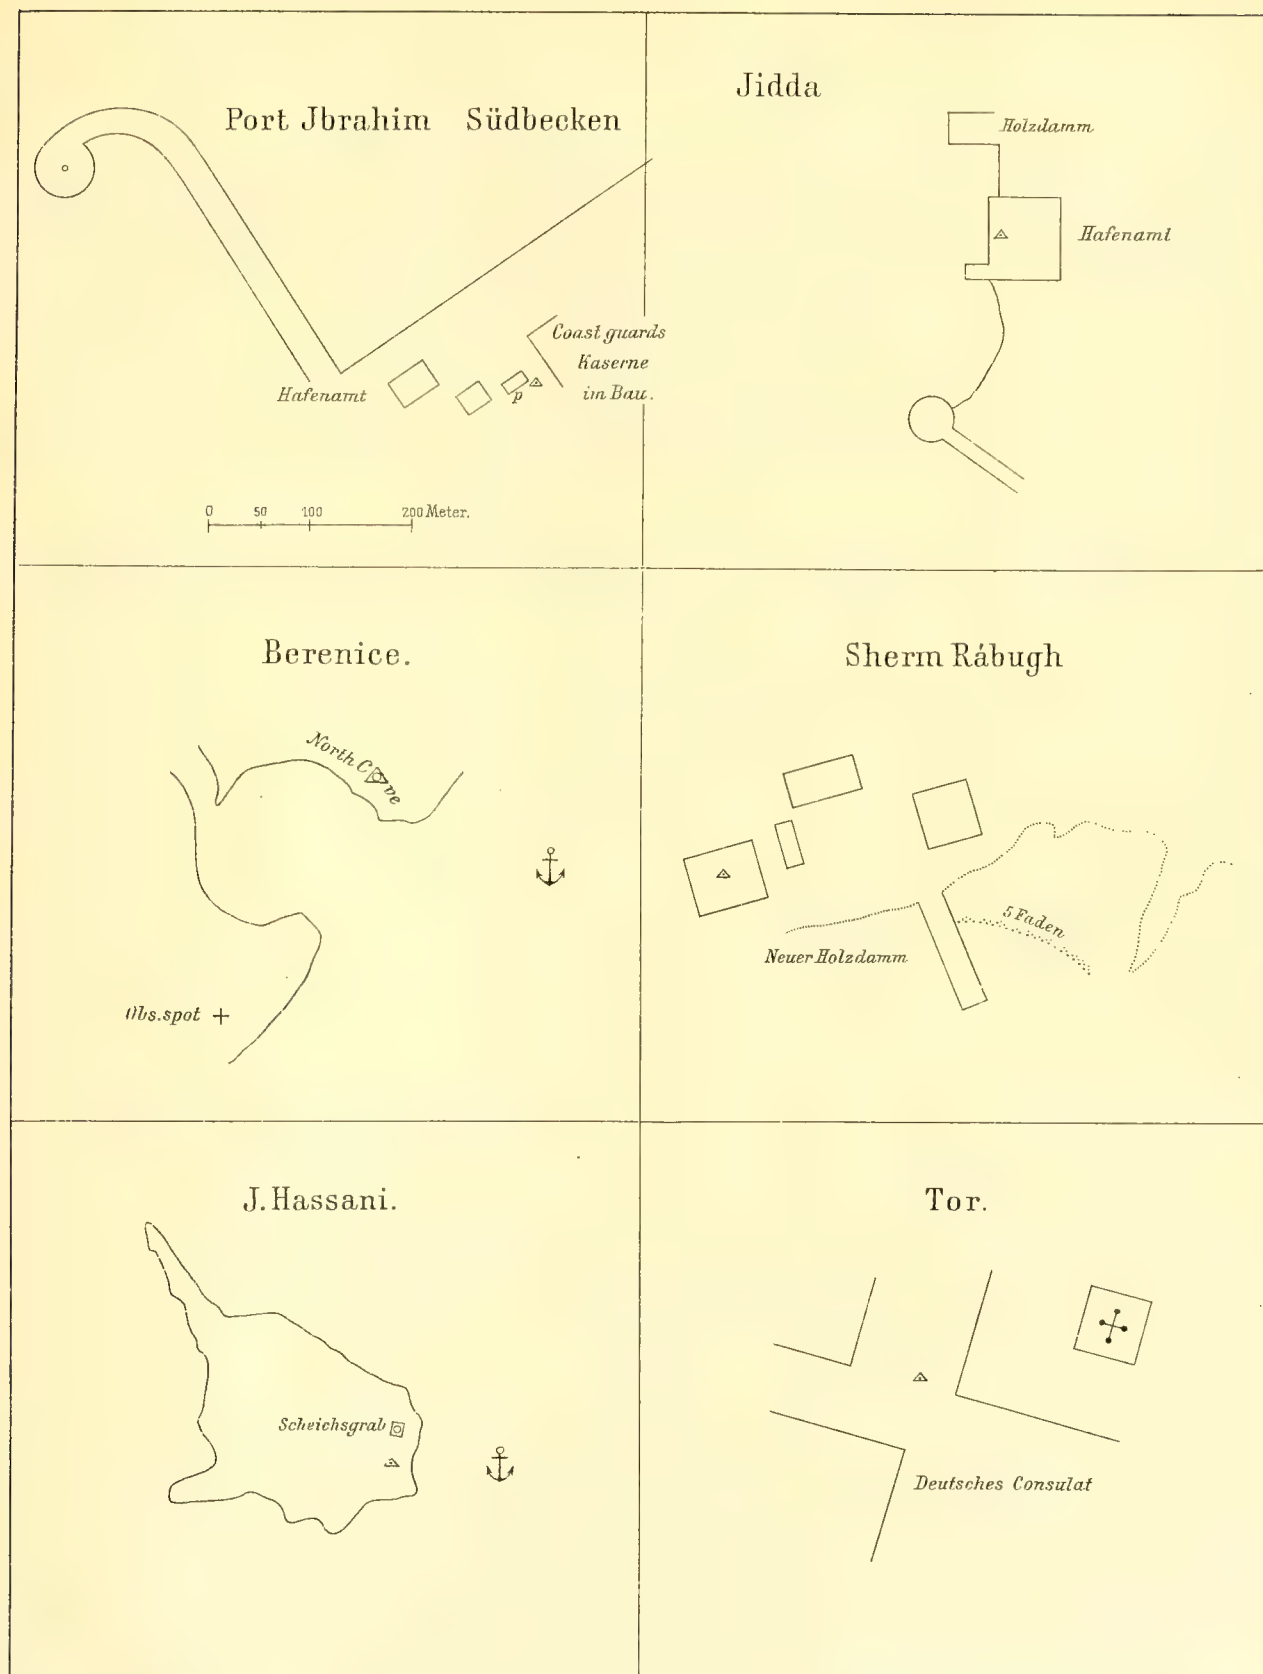 Port Jbrahim Südbecken
Coast guards
Kaserne
im Bau.
Hafenamt
p
0 50 100 200 Meter.
Jidda
Holzdamm
Hafenamt
Berenice.
North Cove
Obs. spot
Sherm Rábugh
5 Faden
Neuer Holzdamm
J. Hassani.
Scheichsgrab
Tor.
Deutsches Consulat